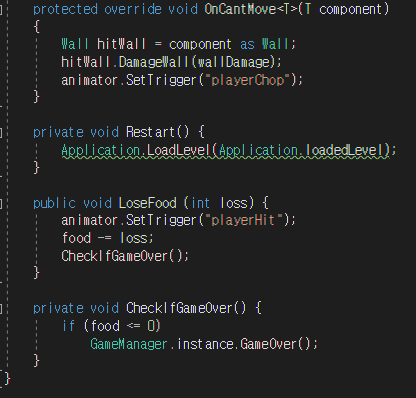 protected override void OnCantMove<T>(T component)
{
Wall hitWall = component as Wall;
hitWall.DamageWall(wallDamage);
animator.SetTrigger("playerChop");
}
private void Restart() {
Application.LoadLevel(Application.loadedLevel);
}
public void LoseFood (int loss) {
animator.SetTrigger("playerHit");
food -= loss;
CheckIfGameOver();
}
private void CheckIfGameOver() {
if (food <= 0)
GameManager.instance.GameOver();
}
}